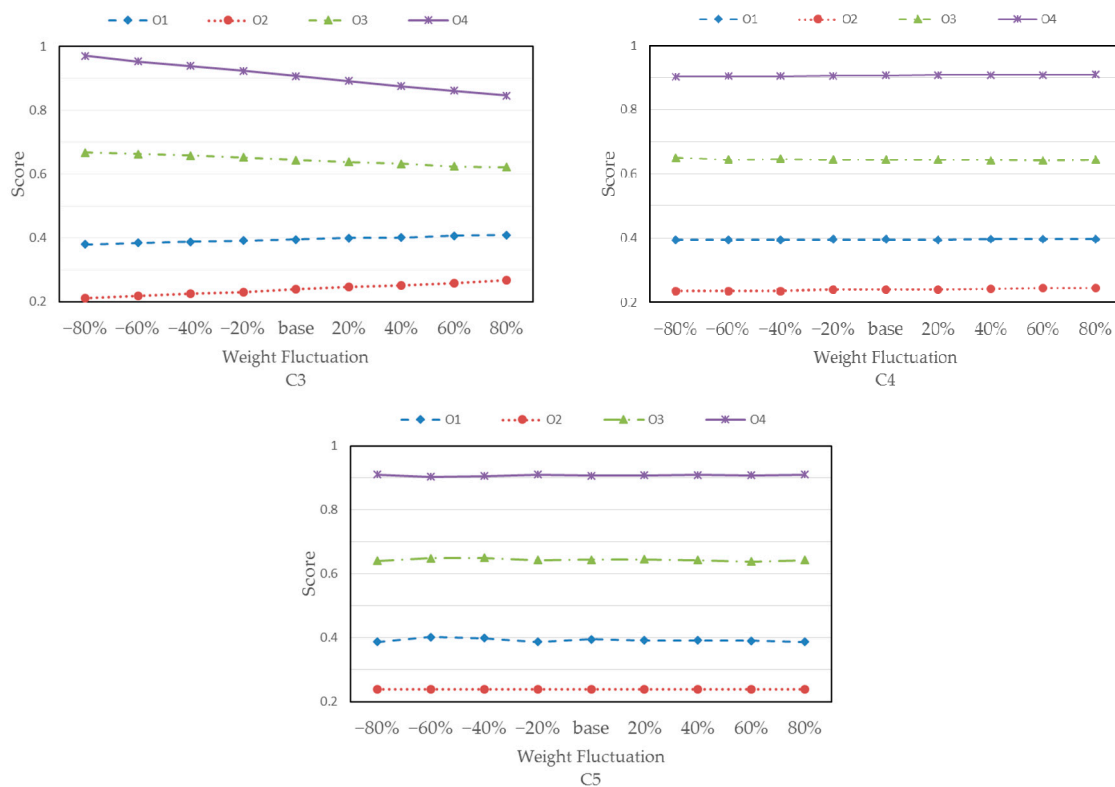 O1 O2 O3 O4
1
0.8
0.6
0.4
0.2
Score
−80% −60% −40% −20% base 20% 40% 60% 80%
Weight Fluctuation
C3
O1 O2 O3 O4
1
0.8
0.6
0.4
0.2
Score
−80% −60% −40% −20% base 20% 40% 60% 80%
Weight Fluctuation
C4
O1 O2 O3 O4
1
0.8
0.6
0.4
0.2
Score
−80% −60% −40% −20% base 20% 40% 60% 80%
Weight Fluctuation
C5